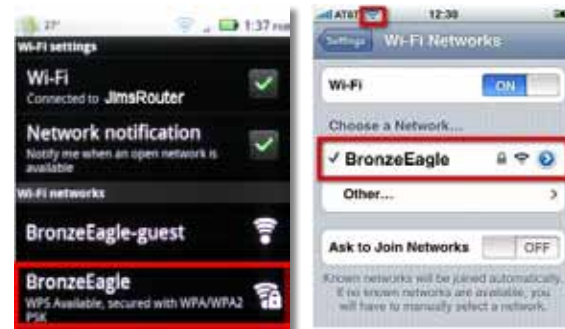 27°
1:37 PM
Wi-Fi settings
Wi-Fi
Connected to JimsRouter
Network notification
Notify me when an open network is
available
Wi-Fi networks
BronzeEagle-guest
BronzeEagle
WPS Available, secured with WPA/WPA2
PSK
AT&T 12:30
Settings Wi-Fi Networks
Wi-Fi ON
Choose a Network...
✓ BronzeEagle
Other... >
Ask to Join Networks OFF
Known networks will be joined automatically.
If no known networks are available, you
will have to manually select a network.